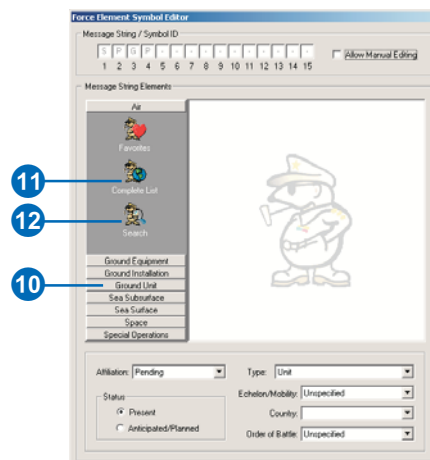 Force Element Symbol Editor
Message String / Symbol ID
S P G P - - - - - - - - - - -
1 2 3 4 5 6 7 8 9 10 11 12 13 14 15
Allow Manual Editing
Message String Elements
Air
Favorites
11
Complete List
12
Search
Ground Equipment
Ground Installation
10
Ground Unit
Sea Subsurface
Sea Surface
Space
Special Operations
Affiliation: Pending
Type: Unit
Status
Echelon/Mobility: Unspecified
Present
Country:
Anticipated/Planned
Order of Battle: Unspecified